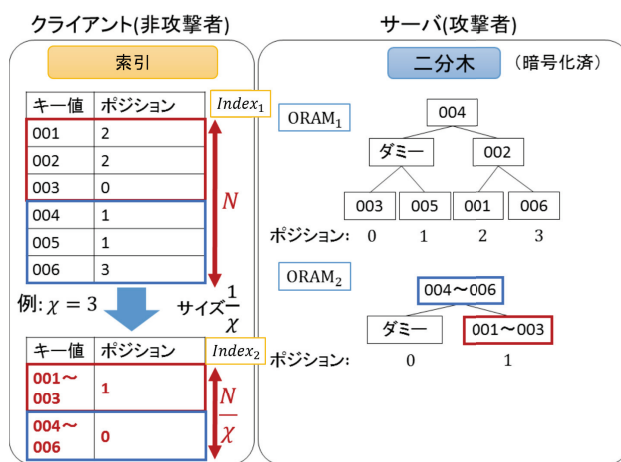 クライアント(非攻撃者)
索引
キー値 ポジション
Index₁
001 2
002 2
003 0
004 1
005 1
006 3
N
例: χ = 3
サイズ 1/χ
キー値 ポジション
Index₂
001～003 1
004～006 0
N/χ
サーバ(攻撃者)
二分木 (暗号化済)
ORAM₁
004
ダミー 002
003 005 001 006
ポジション: 0 1 2 3
ORAM₂
004～006
ダミー 001～003
ポジション: 0 1